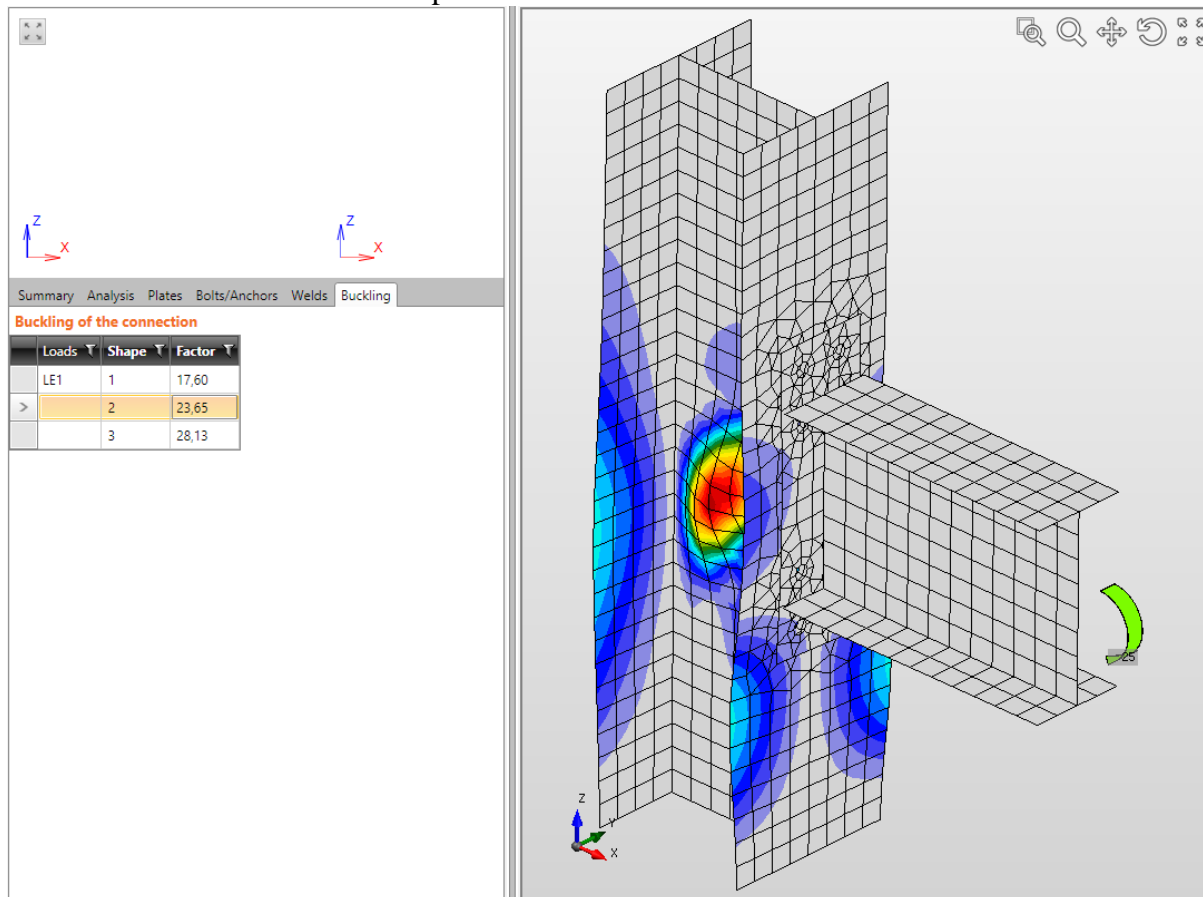 Z
X
Z
X
Summary Analysis Plates Bolts/Anchors Welds Buckling
Buckling of the connection
Loads Shape Factor
LE1 1 17,60
> 2 23,65
3 28,13
Z
Y
X